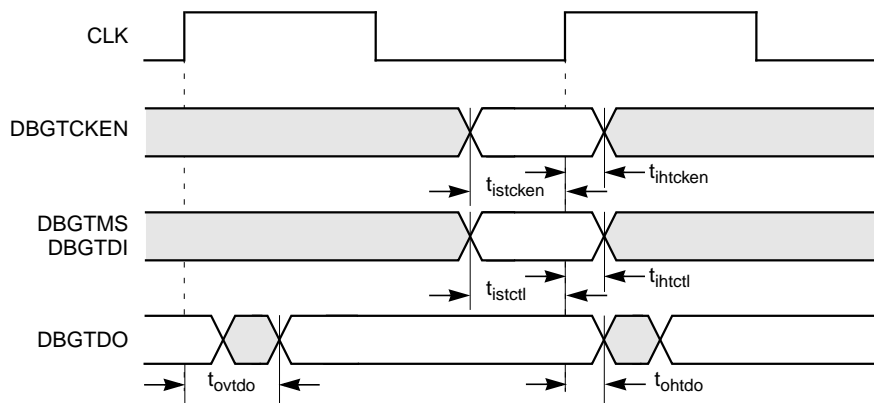 CLK
DBGTCKEN
tistcken
tihtcken
DBGTMS
DBGTDI
tistctl
tihtctl
DBGTDO
tovtdo
tohtdo